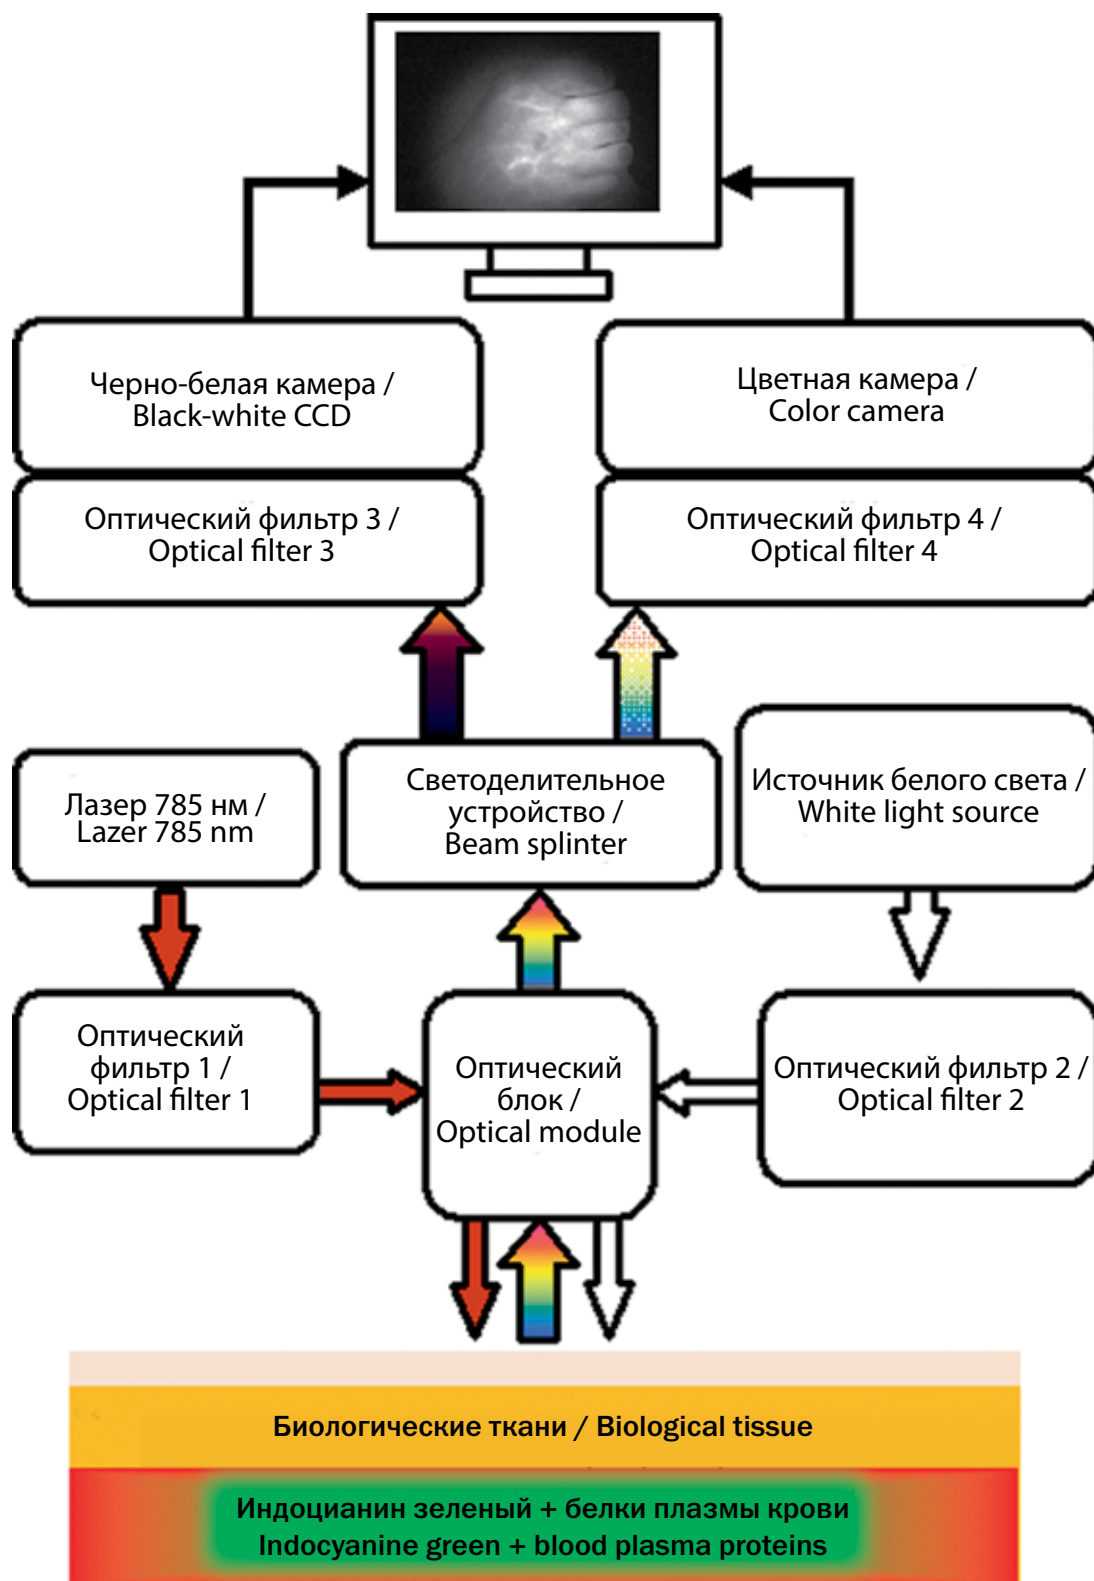 Черно-белая камера /
Black-white CCD
Цветная камера /
Color camera
Оптический фильтр 3 /
Optical filter 3
Оптический фильтр 4 /
Optical filter 4
Лазер 785 нм /
Lazer 785 nm
Светоделительное
устройство /
Beam splinter
Источник белого света /
White light source
Оптический
фильтр 1 /
Optical filter 1
Оптический
блок /
Optical module
Оптический фильтр 2 /
Optical filter 2
Биологические ткани / Biological tissue
Индоцианин зеленый + белки плазмы крови
Indocyanine green + blood plasma proteins